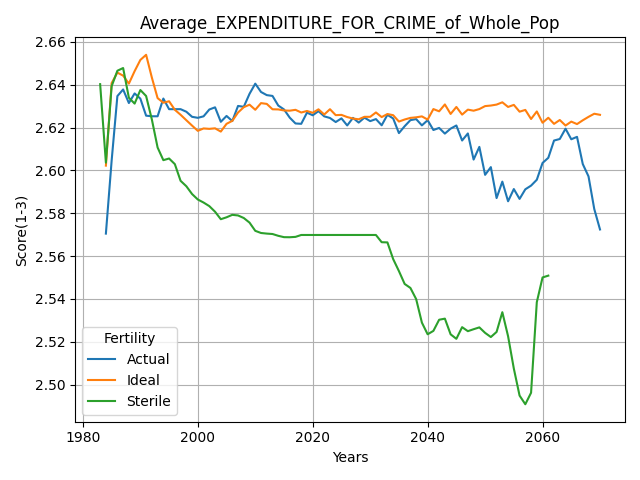 Average_EXPENDITURE_FOR_CRIME_of_Whole_Pop
2.66
2.64
2.62
2.60
2.58
2.56
2.54
2.52
2.50
Score(1-3)
Fertility
Actual
Ideal
Sterile
1980
2000
2020
2040
2060
Years